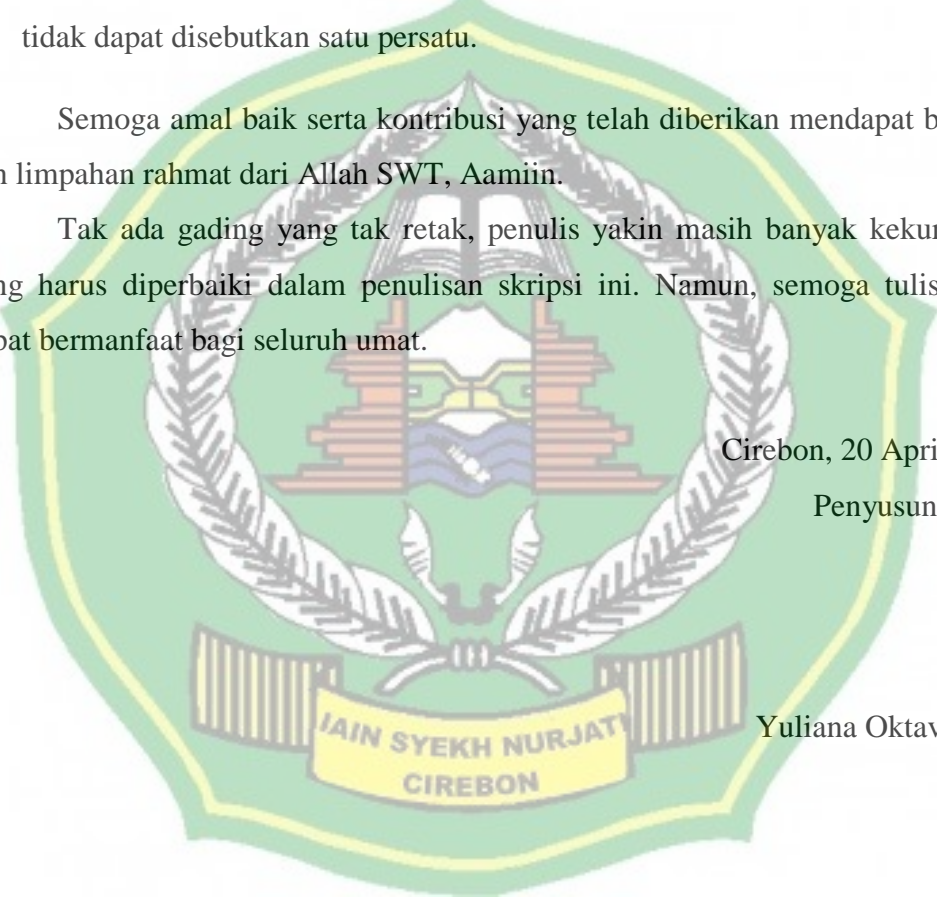 tidak dapat disebutkan satu persatu.
Semoga amal baik serta kontribusi yang telah diberikan mendapat b
limpahan rahmat dari Allah SWT, Aamiin.
Tak ada gading yang tak retak, penulis yakin masih banyak kekur
ng harus diperbaiki dalam penulisan skripsi ini. Namun, semoga tulis
pat bermanfaat bagi seluruh umat.
Cirebon, 20 Apri
Penyusun
Yuliana Oktav
IAIN SYEKH NURJATI
CIREBON